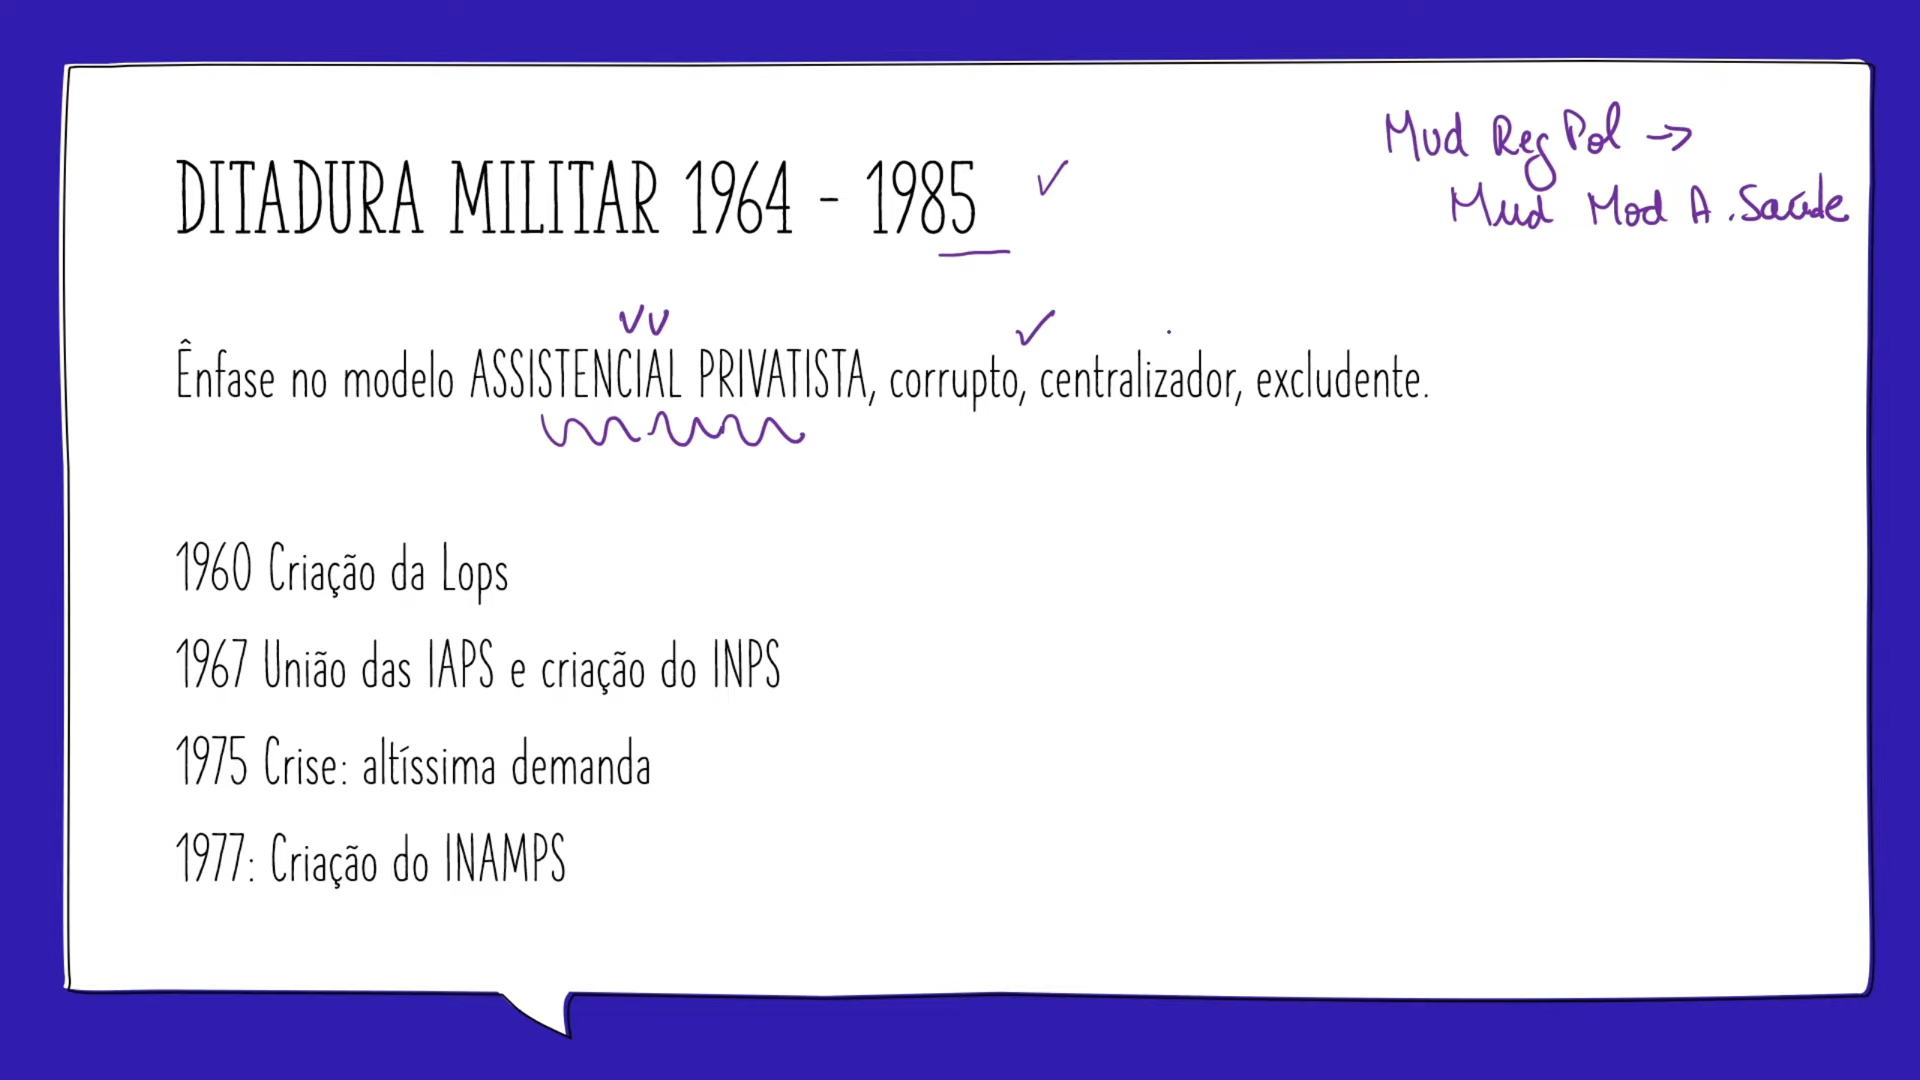 Mud Reg Pol →
Mud Mod A. Saúde
DITADURA MILITAR 1964 - 1985
Ênfase no modelo ASSISTENCIAL PRIVATISTA, corrupto, centralizador, excludente.
1960 Criação da Lops
1967 União das IAPS e criação do INPS
1975 Crise: altíssima demanda
1977: Criação do INAMPS